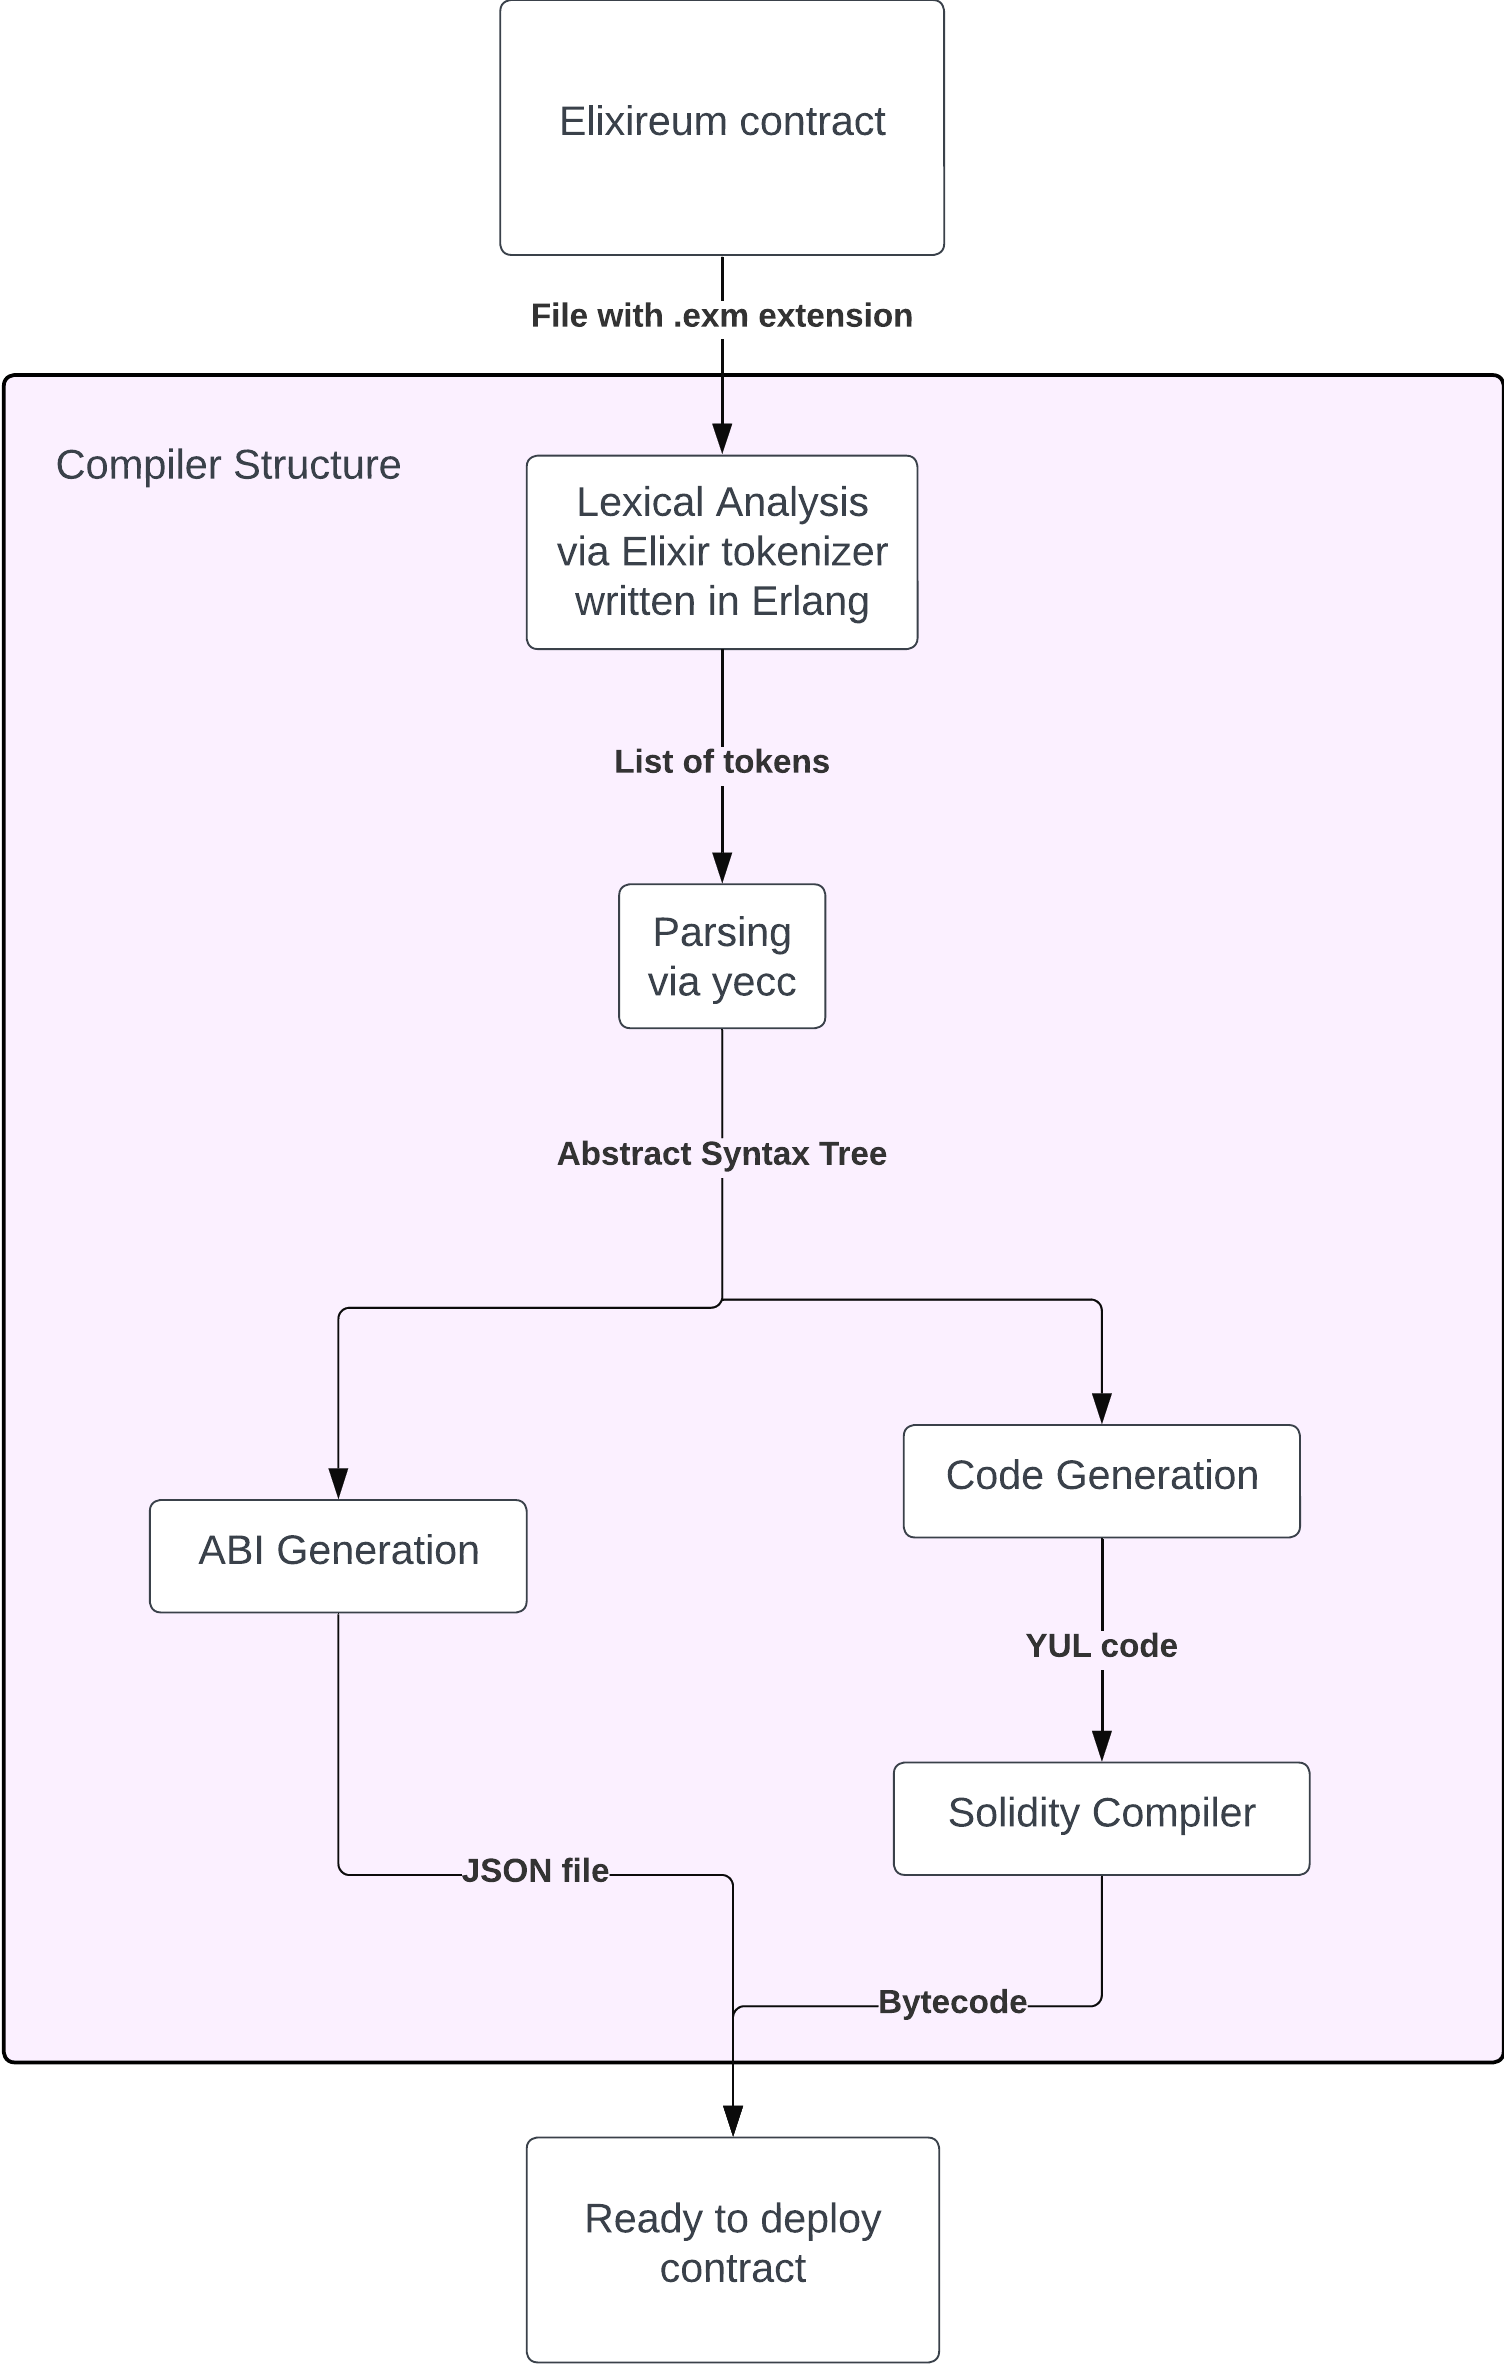 Elixireum contract
File with .exm extension
Compiler Structure
Lexical Analysis
via Elixir tokenizer
written in Erlang
List of tokens
Parsing
via yecc
Abstract Syntax Tree
Code Generation
ABI Generation
YUL code
Solidity Compiler
JSON file
Bytecode
Ready to deploy
contract